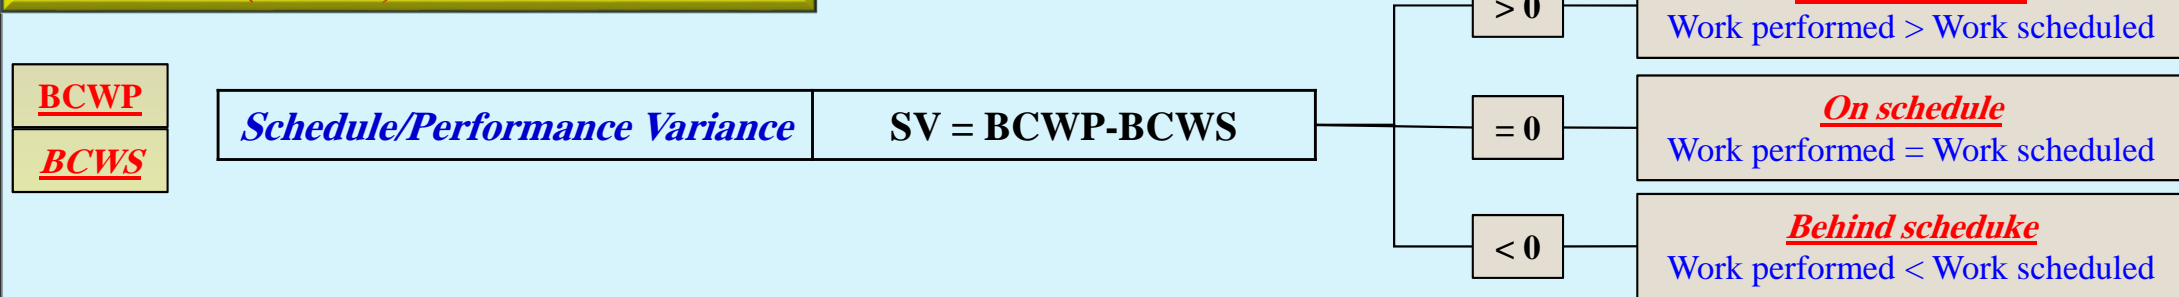 > 0
Work performed > Work scheduled
BCWP
BCWS
Schedule/Performance Variance
SV = BCWP-BCWS
= 0
On schedule
Work performed = Work scheduled
< 0
Behind scheduke
Work performed < Work scheduled